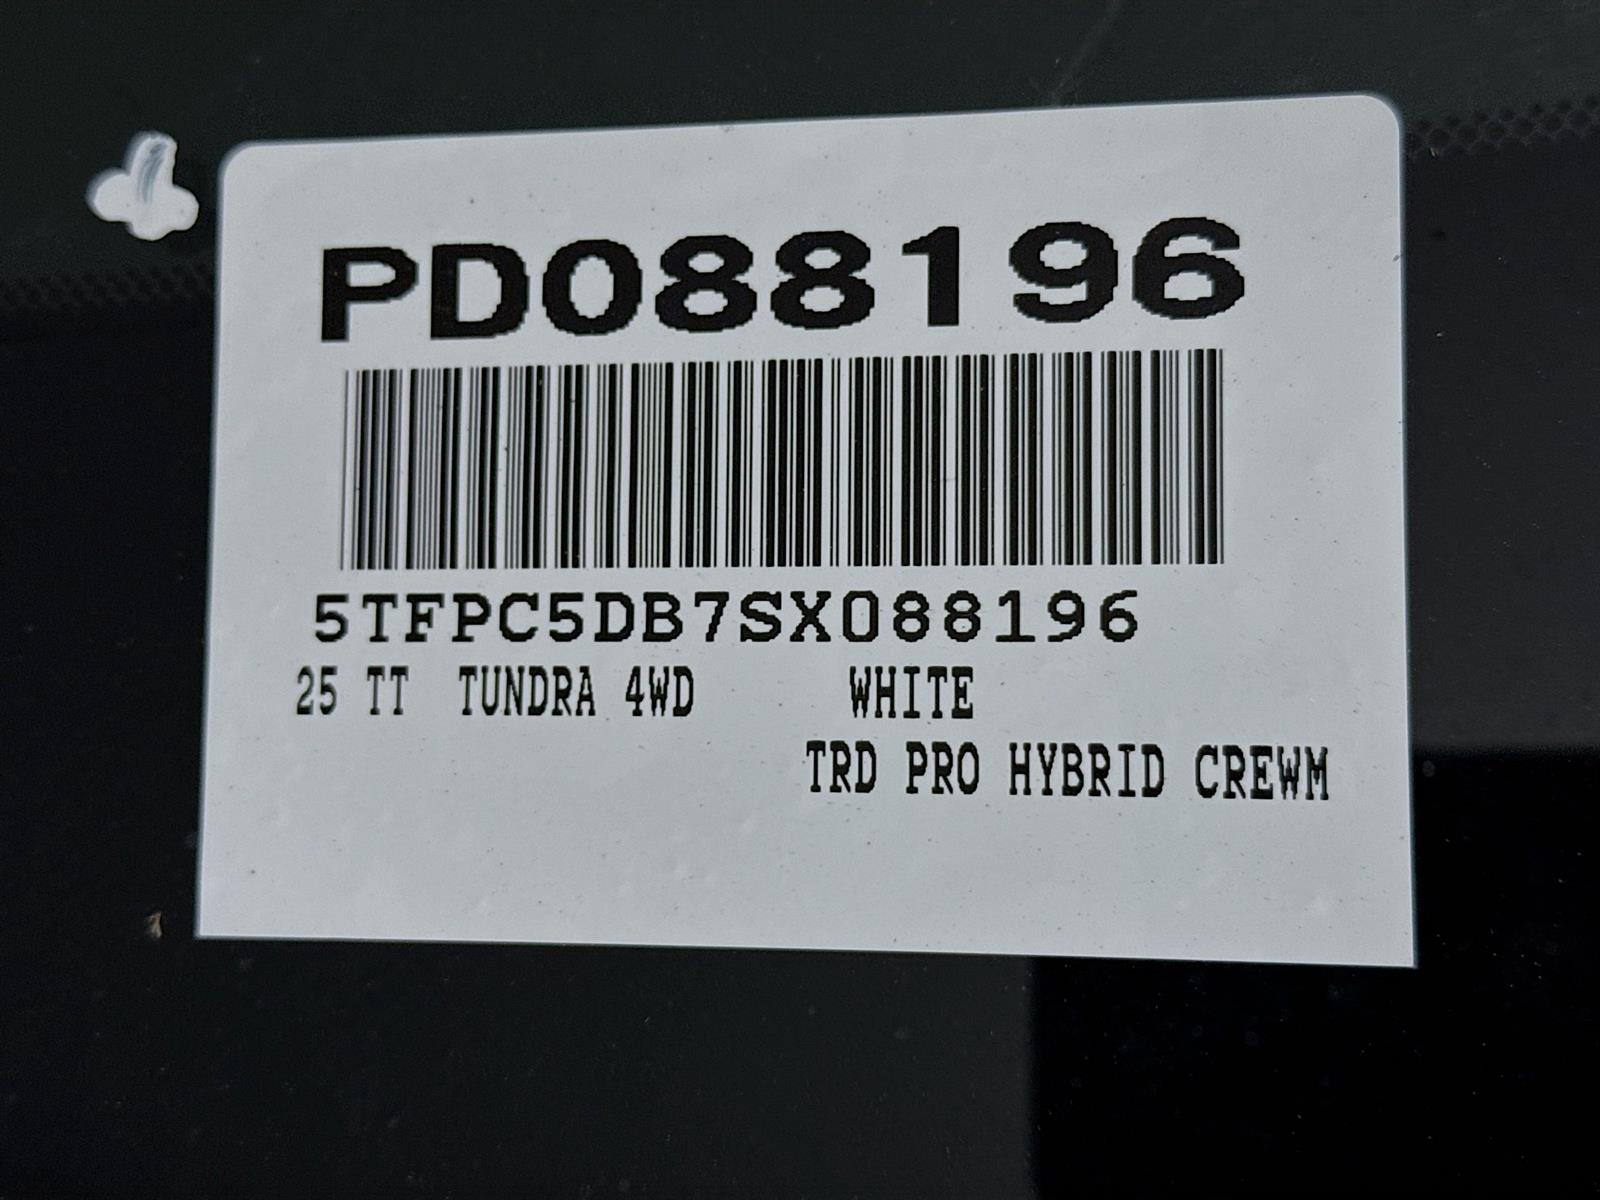 PD088196
5TFPC5DB7SX088196
25 TT TUNDRA 4WD WHITE
TRD PRO HYBRID CREWM